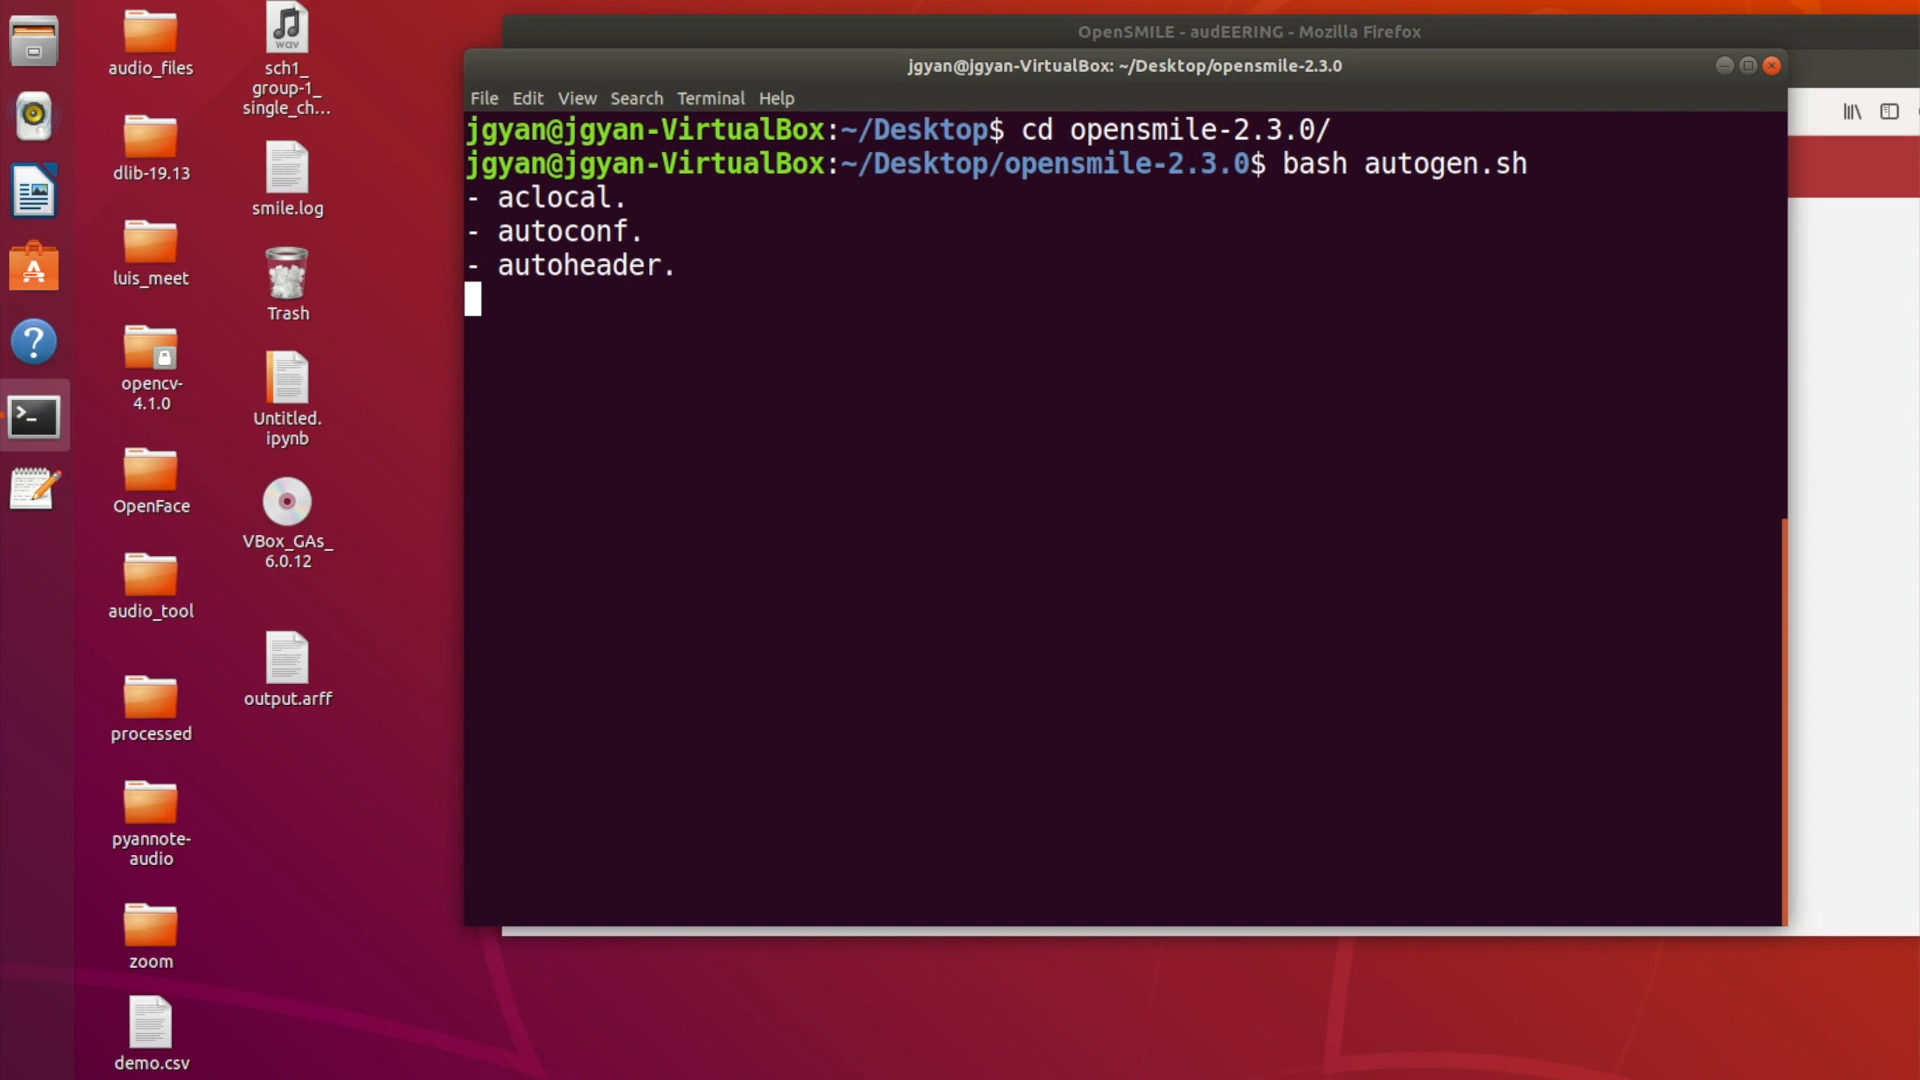 OpenSMILE - audEERING - Mozilla Firefox
jgyan@jgyan-VirtualBox: ~/Desktop/opensmile-2.3.0
File Edit View Search Terminal Help
jgyan@jgyan-VirtualBox:~/Desktop$ cd opensmile-2.3.0/
jgyan@jgyan-VirtualBox:~/Desktop/opensmile-2.3.0$ bash autogen.sh
- aclocal.
- autoconf.
- autoheader.
audio_files
dlib-19.13
luis_meet
opencv-
4.1.0
OpenFace
audio_tool
processed
pyannote-
audio
zoom
demo.csv
wav
sch1_
group-1_
single_ch...
smile.log
Trash
Untitled.
ipynb
VBox_GAs_
6.0.12
output.arff